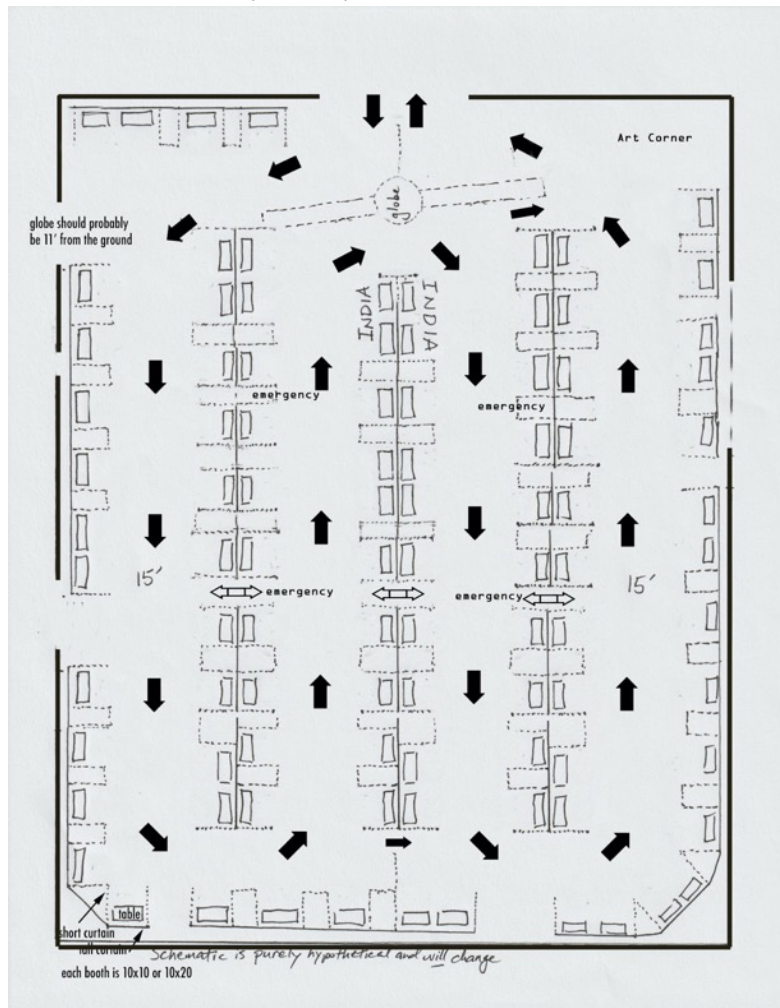 Art Corner
globe
globe should probably
be 11' from the ground
INDIA
INDIA
emergency
emergency
15'
15'
emergency
emergency
table
short curtain
tall curtain
Schematic is purely hypothetical and will change
each booth is 10x10 or 10x20